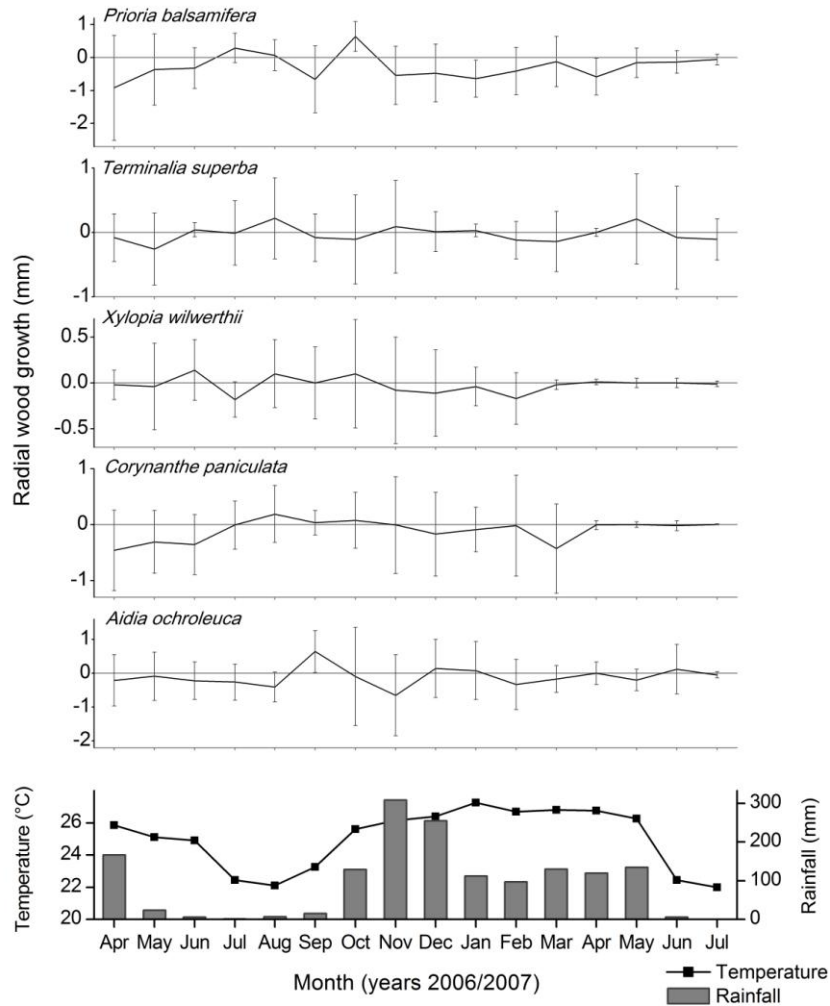 Prioria balsamifera
1
0
-1
-2
Terminalia superba
1
0
-1
Xylopia wilwerthii
0.5
0.0
-0.5
Corynanthe paniculata
1
0
-1
Aidia ochroleuca
1
0
-1
-2
Radial wood growth (mm)
Temperature (°C)
26
24
22
20
300
200
100
0
Rainfall (mm)
Apr May Jun Jul Aug Sep Oct Nov Dec Jan Feb Mar Apr May Jun Jul
Month (years 2006/2007)
Temperature
Rainfall